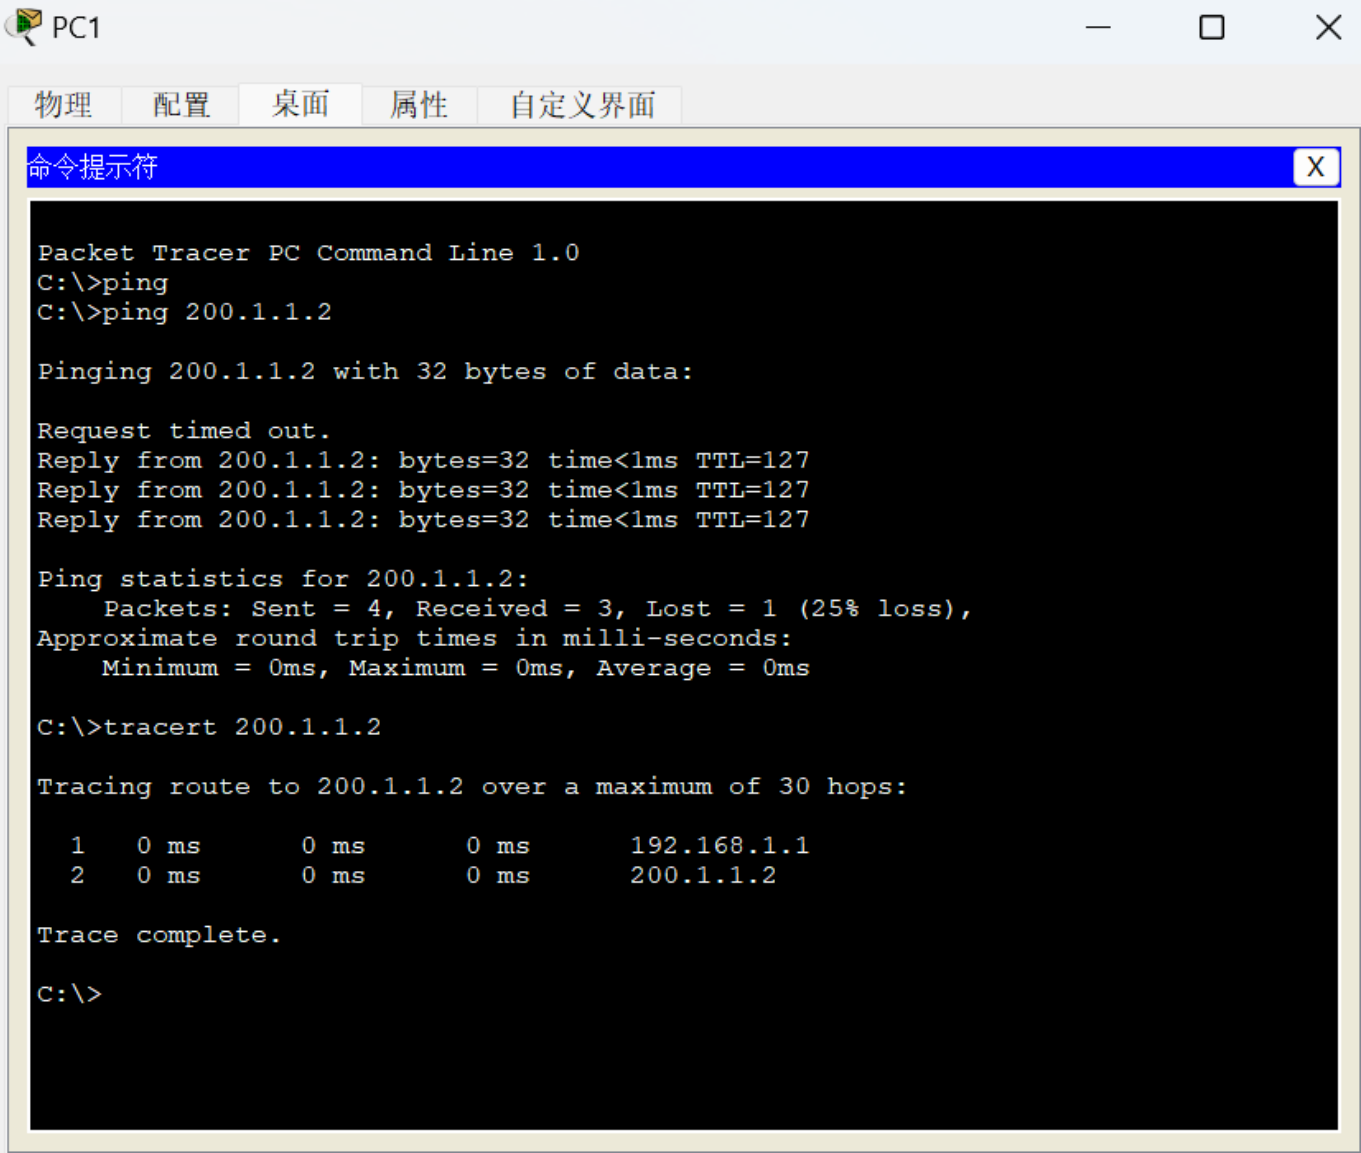 PC1
物理 配置 桌面 属性 自定义界面
命令提示符 X
Packet Tracer PC Command Line 1.0
C:\>ping
C:\>ping 200.1.1.2
Pinging 200.1.1.2 with 32 bytes of data:
Request timed out.
Reply from 200.1.1.2: bytes=32 time<1ms TTL=127
Reply from 200.1.1.2: bytes=32 time<1ms TTL=127
Reply from 200.1.1.2: bytes=32 time<1ms TTL=127
Ping statistics for 200.1.1.2:
Packets: Sent = 4, Received = 3, Lost = 1 (25% loss),
Approximate round trip times in milli-seconds:
Minimum = 0ms, Maximum = 0ms, Average = 0ms
C:\>tracert 200.1.1.2
Tracing route to 200.1.1.2 over a maximum of 30 hops:
1 0 ms 0 ms 0 ms 192.168.1.1
2 0 ms 0 ms 0 ms 200.1.1.2
Trace complete.
C:\>